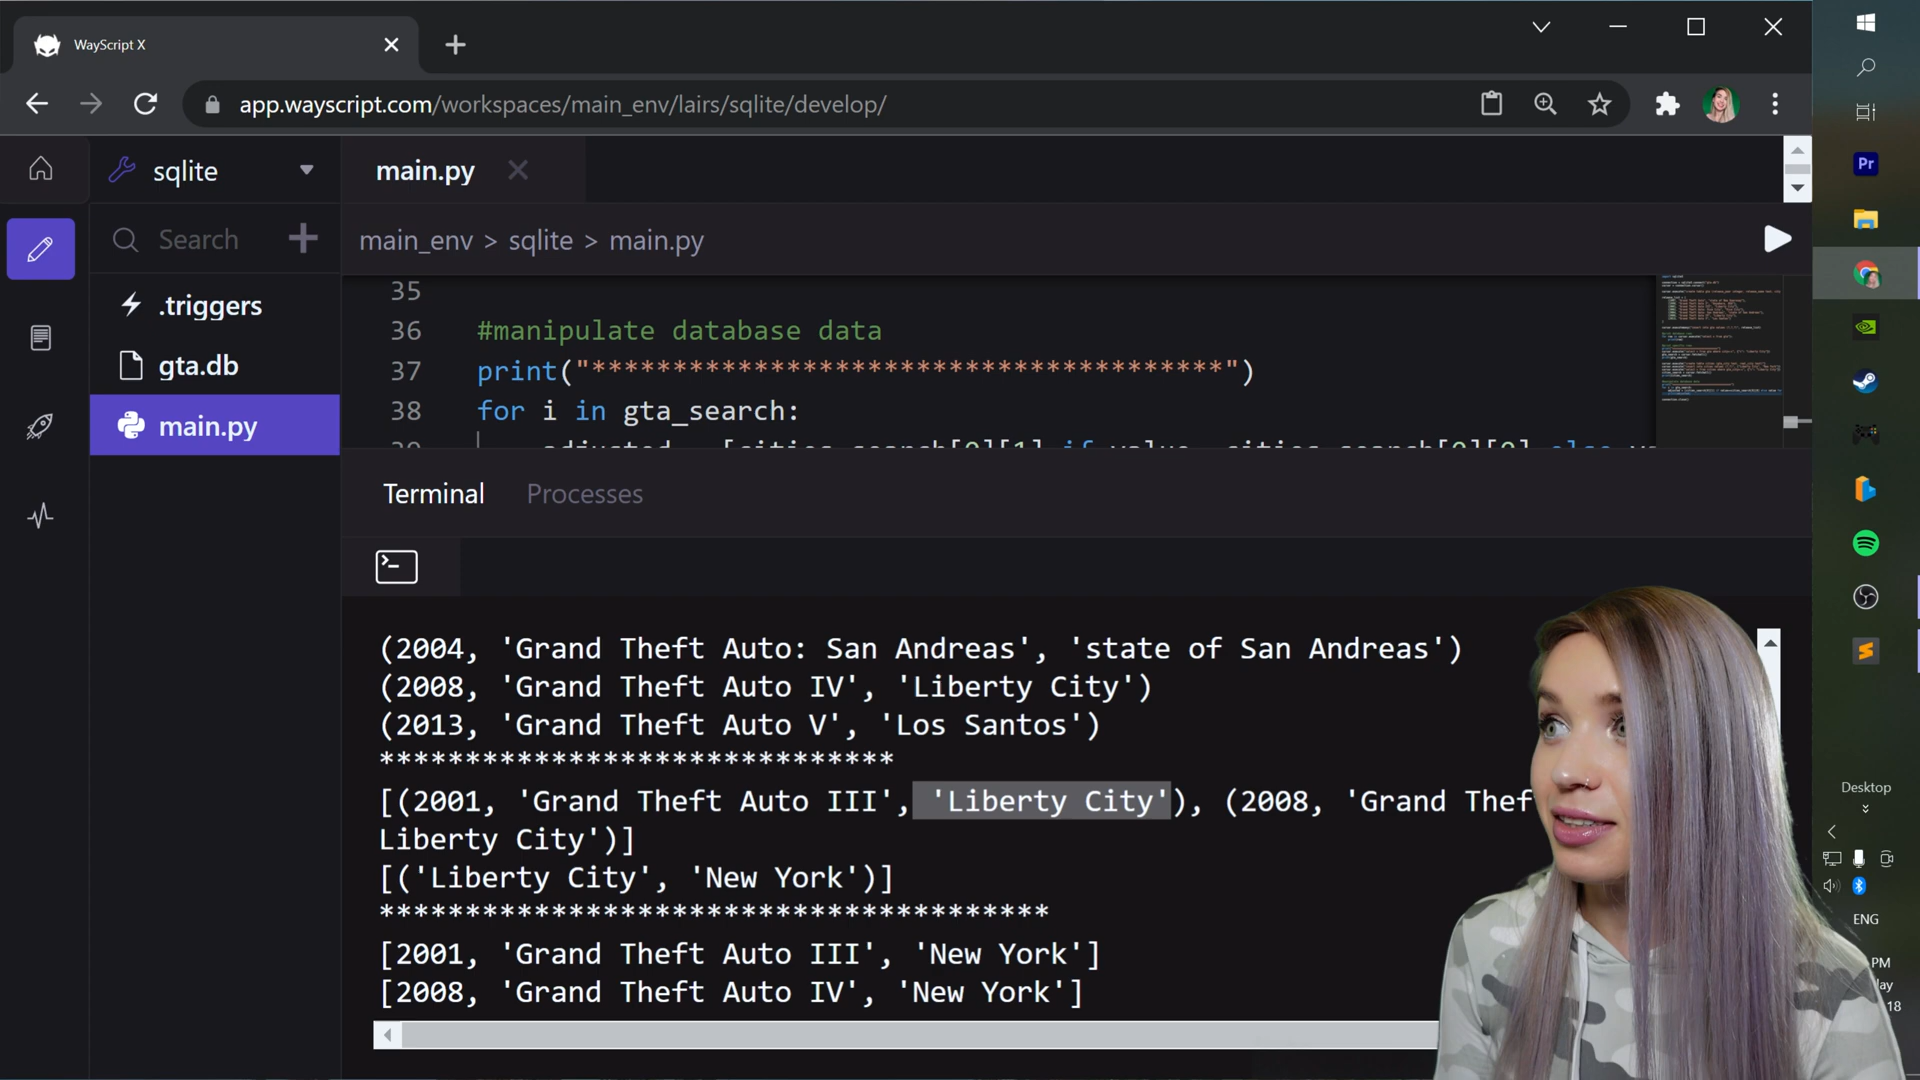 WayScript X
app.wayscript.com/workspaces/main_env/lairs/sqlite/develop/
sqlite
main.py
Search
main_env > sqlite > main.py
.triggers
gta.db
main.py
35
36 #manipulate database data
37 print("***************************************")
38 for i in gta_search:
Terminal Processes
(2004, 'Grand Theft Auto: San Andreas', 'state of San Andreas')
(2008, 'Grand Theft Auto IV', 'Liberty City')
(2013, 'Grand Theft Auto V', 'Los Santos')
******************************
[(2001, 'Grand Theft Auto III', 'Liberty City'), (2008, 'Grand
Liberty City')]
[('Liberty City', 'New York')]
***************************************
[2001, 'Grand Theft Auto III', 'New York']
[2008, 'Grand Theft Auto IV', 'New York']
Pr
Desktop
ENG
PM
18